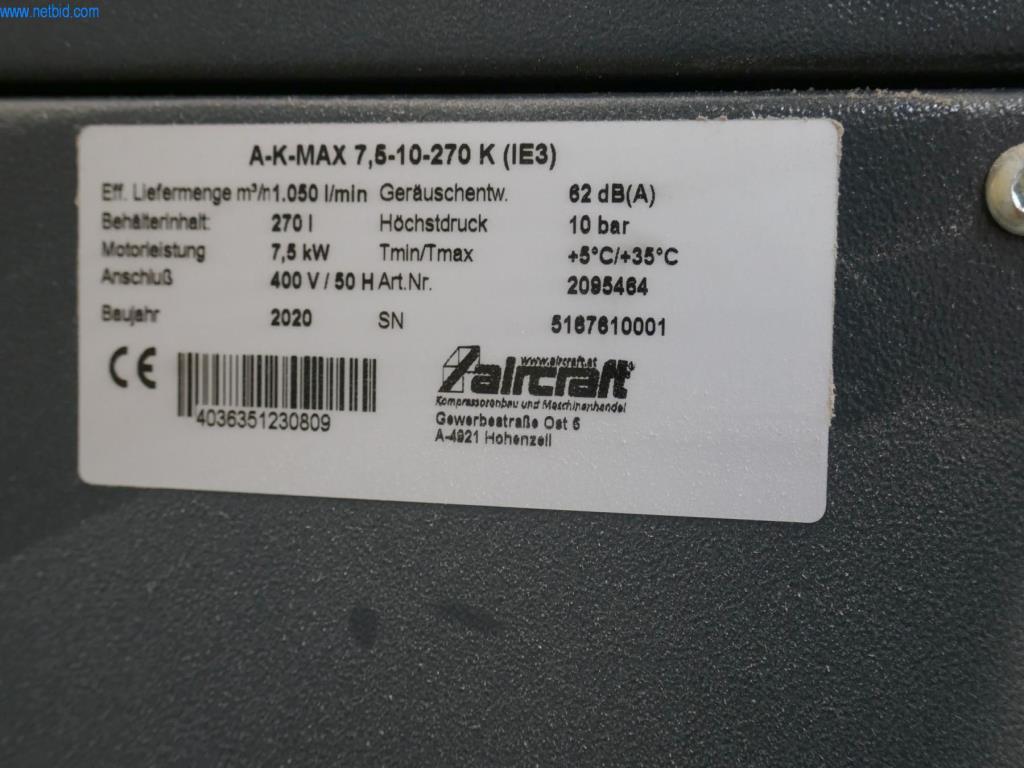 www.netbid.com
A-K-MAX 7,5-10-270 K (IE3)
Eff. Liefermenge m³/m 1.050 l/min Geräuschentw. 62 dB(A)
Behälterinhalt: 270 l Höchstdruck 10 bar
Motorleistung 7,5 kW Tmin/Tmax +5°C/+35°C
Anschluß 400 V / 50 H Art.Nr. 2095464
Baujahr 2020 SN 5167610001
CE
4036351230809
www.aircraft.at
aircraft
Kompressorenbau und Maschinenhandel
Gewerbestraße Ost 6
A-4921 Hohenzell